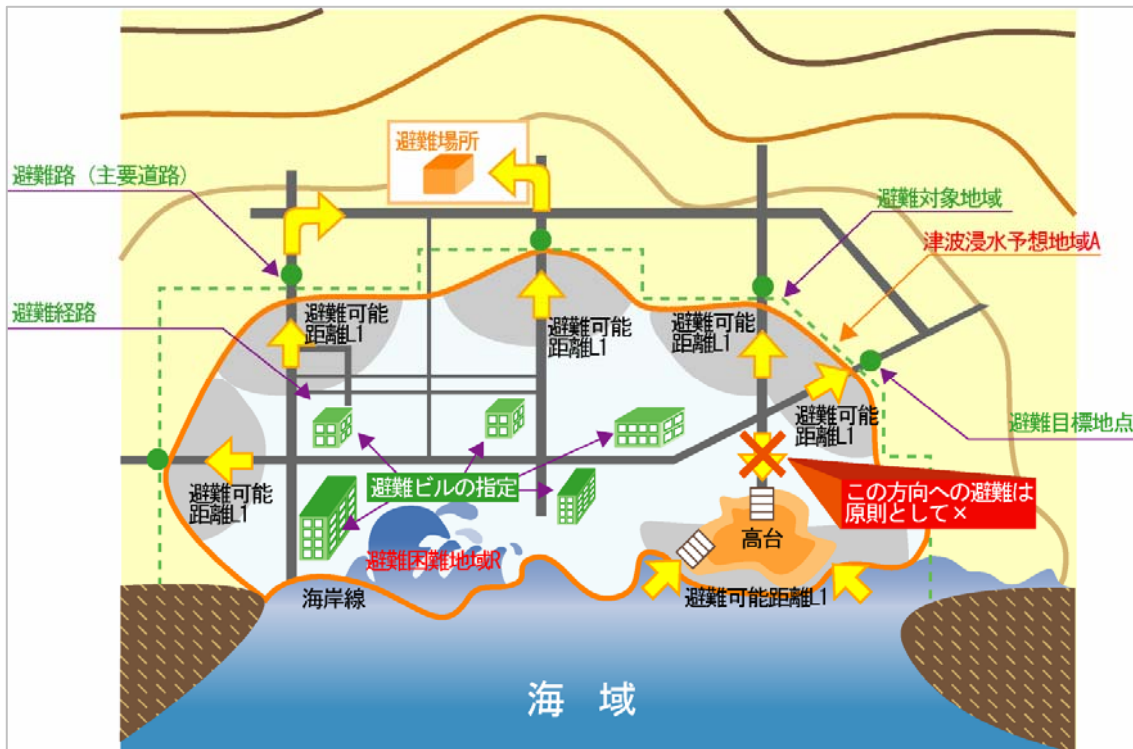 避難場所
避難路（主要道路）
避難対象地域
津波浸水予想地域A
避難経路
避難可能
距離L1
避難可能
距離L1
避難可能
距離L1
避難可能
距離L1
避難目標地点
避難可能
距離L1
避難ビルの指定
この方向への避難は
原則として×
高台
避難困難地域R
海岸線
避難可能距離L1
海　域